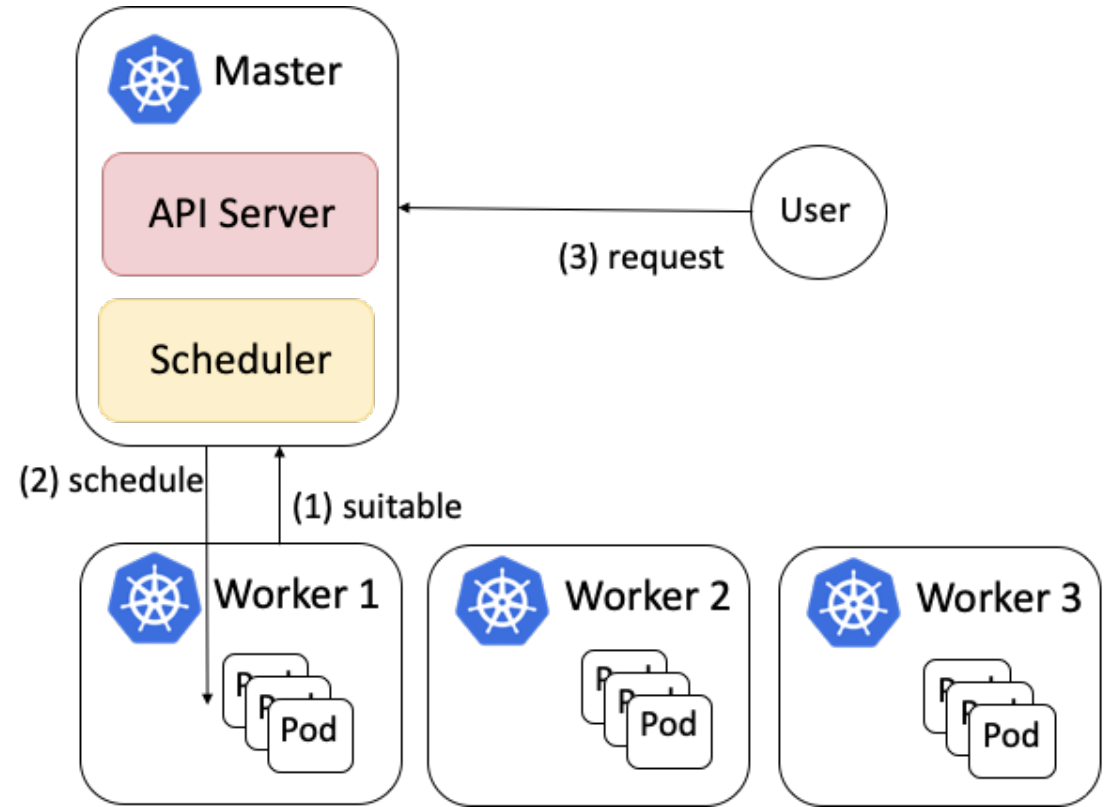 Master
API Server
Scheduler
User
(3) request
(2) schedule
(1) suitable
Worker 1
Pod
Worker 2
Pod
Worker 3
Pod